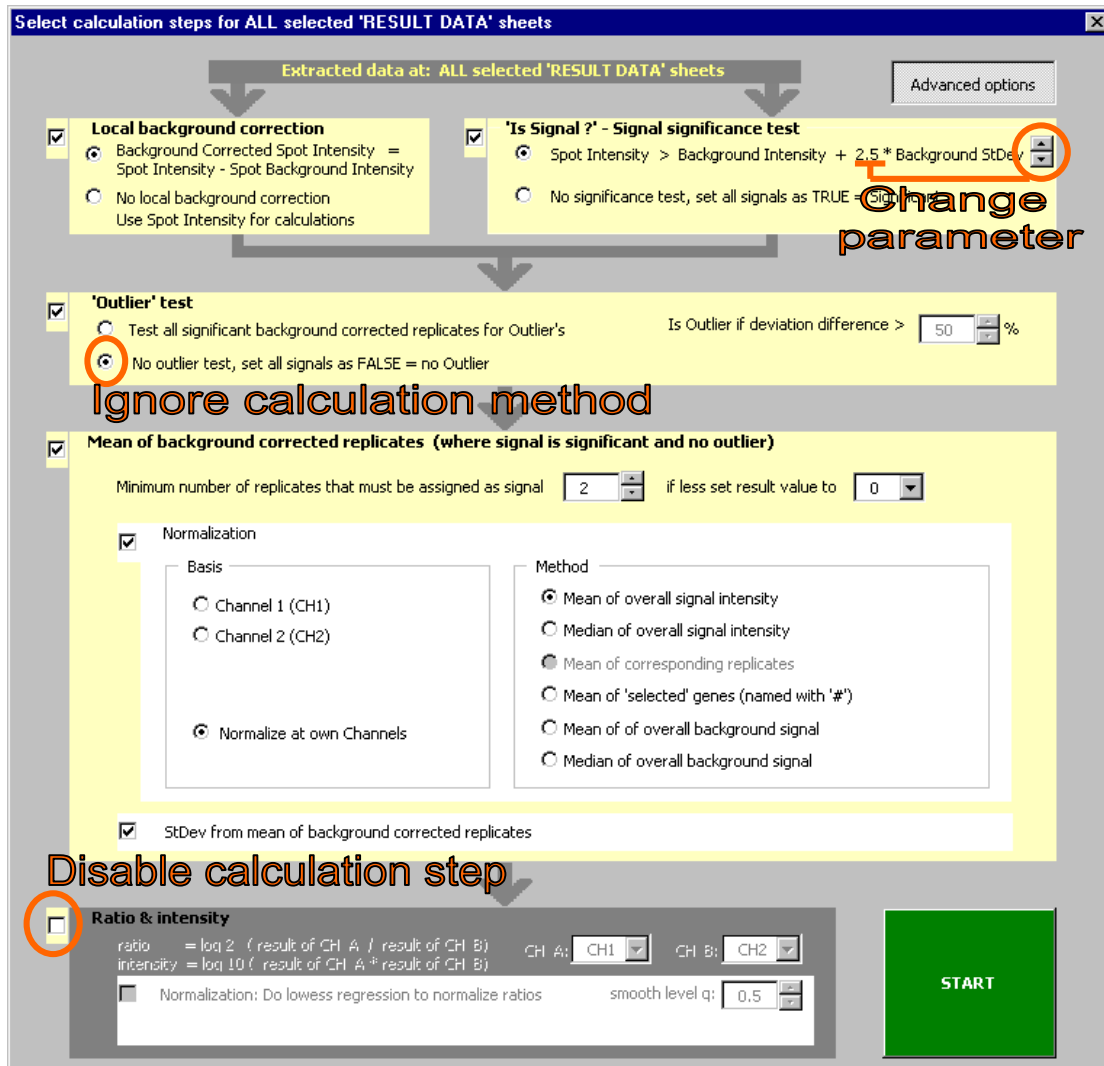 Select calculation steps for ALL selected 'RESULT DATA' sheets
Extracted data at: ALL selected 'RESULT DATA' sheets
Advanced options
Local background correction
Background Corrected Spot Intensity =
Spot Intensity - Spot Background Intensity
No local background correction
Use Spot Intensity for calculations
'Is Signal ?' - Signal significance test
Spot Intensity > Background Intensity + 2.5 * Background StDev
No significance test, set all signals as TRUE =
Change
parameter
'Outlier' test
Test all significant background corrected replicates for Outlier's
Is Outlier if deviation difference > 50 %
No outlier test, set all signals as FALSE = no Outlier
Ignore calculation method
Mean of background corrected replicates (where signal is significant and no outlier)
Minimum number of replicates that must be assigned as signal 2 if less set result value to 0
Normalization
Basis
Channel 1 (CH1)
Channel 2 (CH2)
Normalize at own Channels
Method
Mean of overall signal intensity
Median of overall signal intensity
Mean of corresponding replicates
Mean of 'selected' genes (named with '#')
Mean of of overall background signal
Median of overall background signal
StDev from mean of background corrected replicates
Disable calculation step
Ratio & intensity
ratio = log 2 ( result of CH A / result of CH B)
intensity = log 10 ( result of CH A * result of CH B)
CH A: CH1 CH B: CH2
Normalization: Do lowess regression to normalize ratios smooth level q: 0.5
START